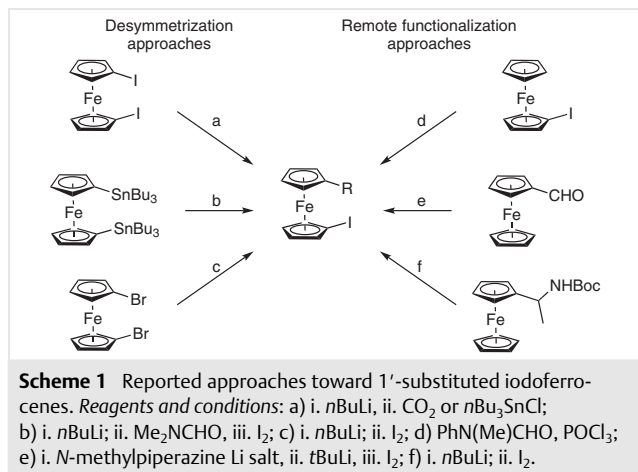 Desymmetrization
approaches
Remote functionalization
approaches
I
Fe
I
a
Fe
I
d
SnBu₃
Fe
SnBu₃
b
R
Fe
I
e
CHO
Fe
Br
Fe
Br
c
f
NHBoc
Fe
Scheme 1 Reported approaches toward 1′-substituted iodoferro-
cenes. Reagents and conditions: a) i. nBuLi, ii. CO₂ or nBu₃SnCl;
b) i. nBuLi; ii. Me₂NCHO, iii. I₂; c) i. nBuLi; ii. I₂; d) PhN(Me)CHO, POCl₃;
e) i. N-methylpiperazine Li salt, ii. tBuLi, iii. I₂; f) i. nBuLi; ii. I₂.